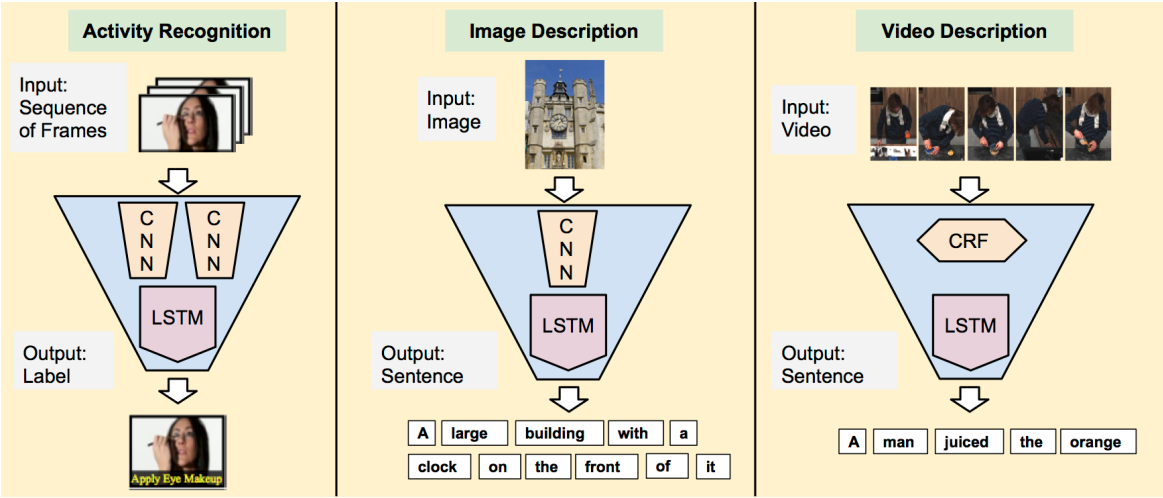 Activity Recognition
Input:
Sequence
of Frames
C
N
N
C
N
N
LSTM
Output:
Label
Apply Eye Makeup
Image Description
Input:
Image
C
N
N
LSTM
Output:
Sentence
A large building with a
clock on the front of it
Video Description
Input:
Video
CRF
LSTM
Output:
Sentence
A man juiced the orange